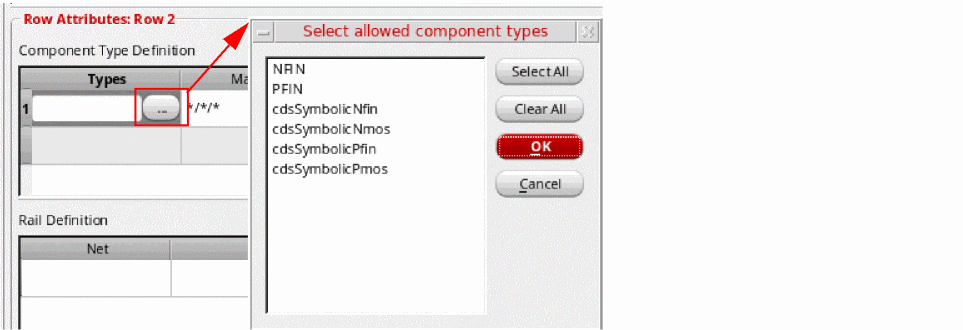 Row Attributes: Row 2
Component Type Definition
Types Ma
1 ... */*/*
Rail Definition
Net
Select allowed component types
NFIN
PFIN
cdsSymbolicNfin
cdsSymbolicNmos
cdsSymbolicPfin
cdsSymbolicPmos
Select All
Clear All
OK
Cancel